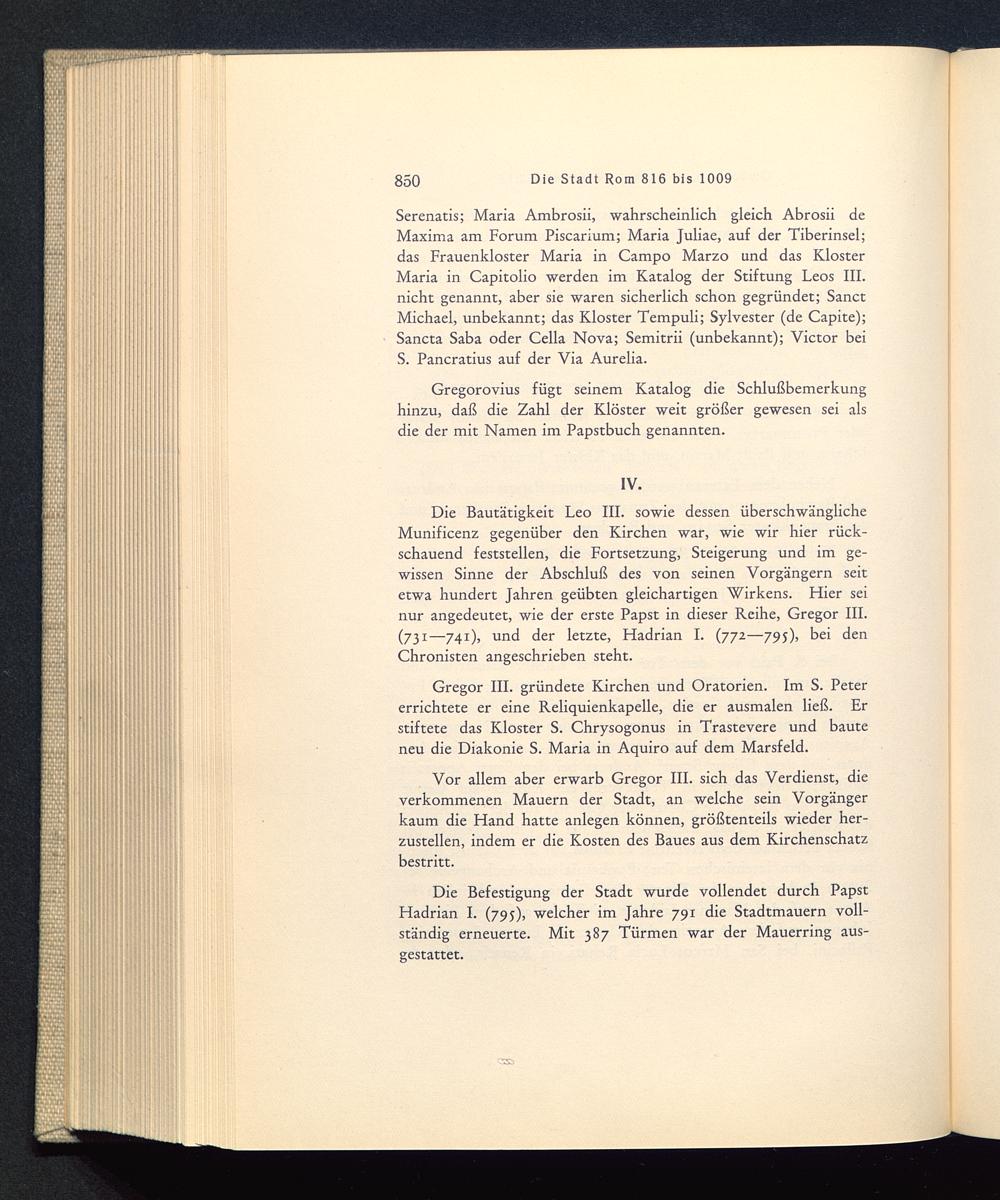 850 Die Stadt Rom 816 bis 1009
Serenatis; Maria Ambrosii, wahrscheinlich gleich Abrosii de
Maxima am Forum Piscarium; Maria Juliae, auf der Tiberinsel;
das Frauenkloster Maria in Campo Marzo und das Kloster
Maria in Capitolio werden im Katalog der Stiftung Leos III.
nicht genannt, aber sie waren sicherlich schon gegründet; Sanct
Michael, unbekannt; das Kloster Tempuli; Sylvester (de Capite);
Sancta Saba oder Cella Nova; Semitrii (unbekannt); Victor bei
S. Pancratius auf der Via Aurelia.
Gregorovius fügt seinem Katalog die Schlußbemerkung
hinzu, daß die Zahl der Klöster weit größer gewesen sei als
die der mit Namen im Papstbuch genannten.
IV.
Die Bautätigkeit Leo III. sowie dessen überschwängliche
Munificenz gegenüber den Kirchen war, wie wir hier rück-
schauend feststellen, die Fortsetzung, Steigerung und im ge-
wissen Sinne der Abschluß des von seinen Vorgängern seit
etwa hundert Jahren geübten gleichartigen Wirkens. Hier sei
nur angedeutet, wie der erste Papst in dieser Reihe, Gregor III.
(731—741), und der letzte, Hadrian I. (772—795), bei den
Chronisten angeschrieben steht.
Gregor III. gründete Kirchen und Oratorien. Im S. Peter
errichtete er eine Reliquienkapelle, die er ausmalen ließ. Er
stiftete das Kloster S. Chrysogonus in Trastevere und baute
neu die Diakonie S. Maria in Aquiro auf dem Marsfeld.
Vor allem aber erwarb Gregor III. sich das Verdienst, die
verkommenen Mauern der Stadt, an welche sein Vorgänger
kaum die Hand hatte anlegen können, größtenteils wieder her-
zustellen, indem er die Kosten des Baues aus dem Kirchenschatz
bestritt.
Die Befestigung der Stadt wurde vollendet durch Papst
Hadrian I. (795), welcher im Jahre 791 die Stadtmauern voll-
ständig erneuerte. Mit 387 Türmen war der Mauerring aus-
gestattet.